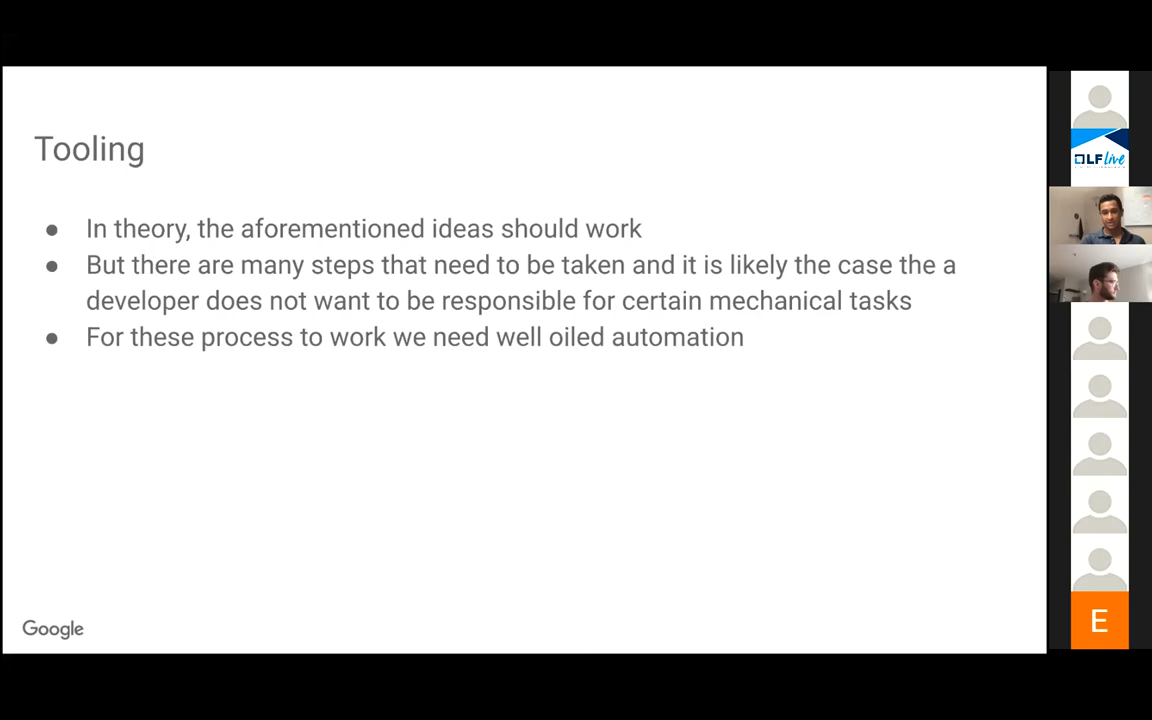 Tooling
● In theory, the aforementioned ideas should work
● But there are many steps that need to be taken and it is likely the case the a
developer does not want to be responsible for certain mechanical tasks
● For these process to work we need well oiled automation
Google
LF Live
E